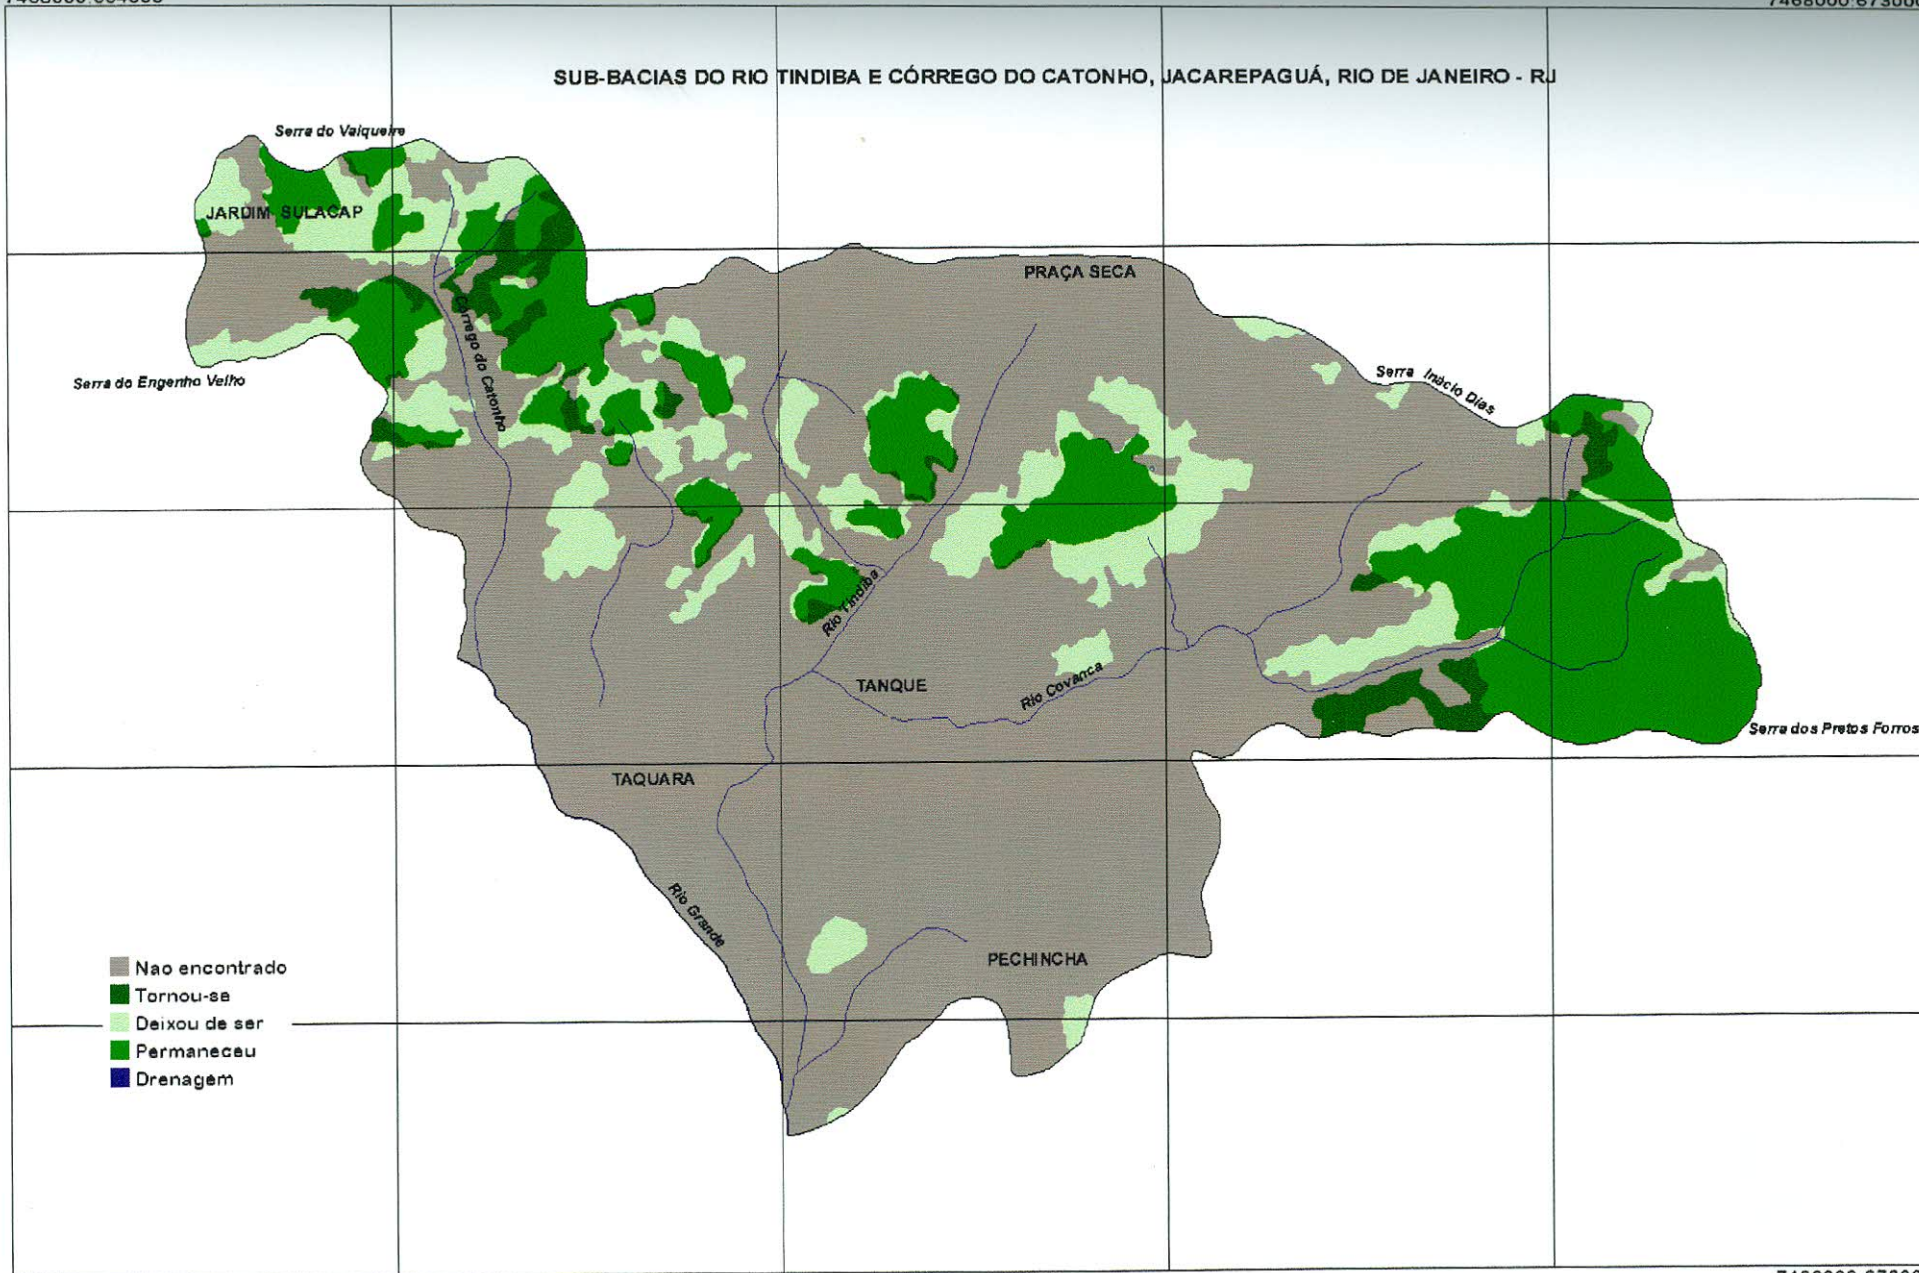 SUB-BACIAS DO RIO TINDIBA E CÓRREGO DO CATONHO, JACAREPAGUÁ, RIO DE JANEIRO - RJ
Serra do Valqueire
JARDIM SULACAP
PRAÇA SECA
Córrego do Catonho
Serra do Engenho Velho
Serra Inácio Dias
Rio Tindiba
TANQUE
Rio Covanca
Serra dos Pretos Forros
TAQUARA
Rio Grande
PECHINCHA
Nao encontrado
Tornou-se
Deixou de ser
Permaneceu
Drenagem